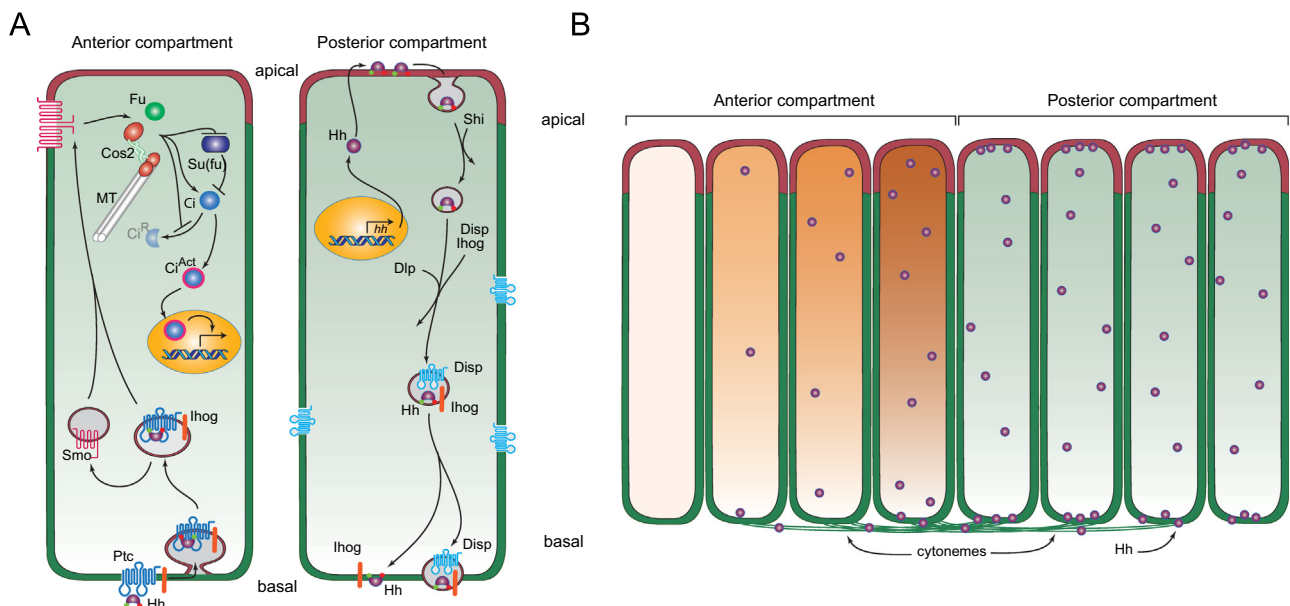 A
Anterior compartment
Posterior compartment
apical
Fu
Cos2
Su(fu)
MT
Ci
CiR
CiAct
Ihog
Smo
Ptc
Hh
basal
Hh
Shi
hh
Disp
Ihog
Dlp
Disp
Hh
Ihog
Ihog
Disp
Hh
B
Anterior compartment
Posterior compartment
apical
basal
cytonemes
Hh